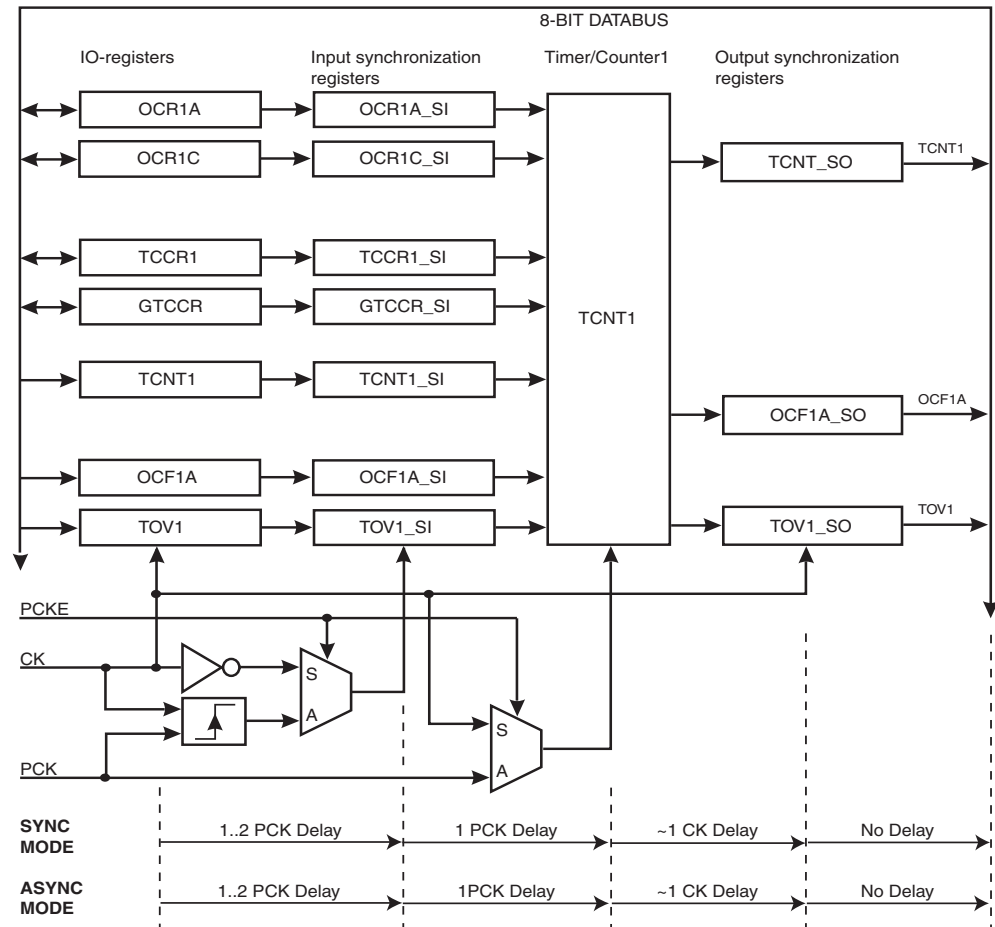 8-BIT DATABUS
IO-registers
Input synchronization
registers
Timer/Counter1
Output synchronization
registers
OCR1A
OCR1A_SI
OCR1C
OCR1C_SI
TCNT_SO
TCNT1
TCCR1
TCCR1_SI
GTCCR
GTCCR_SI
TCNT1
TCNT1
TCNT1_SI
OCF1A_SO
OCF1A
OCF1A
OCF1A_SI
TOV1
TOV1_SI
TOV1_SO
TOV1
PCKE
CK
S
A
S
A
PCK
SYNC
MODE
1..2 PCK Delay
1 PCK Delay
~1 CK Delay
No Delay
ASYNC
MODE
1..2 PCK Delay
1PCK Delay
~1 CK Delay
No Delay